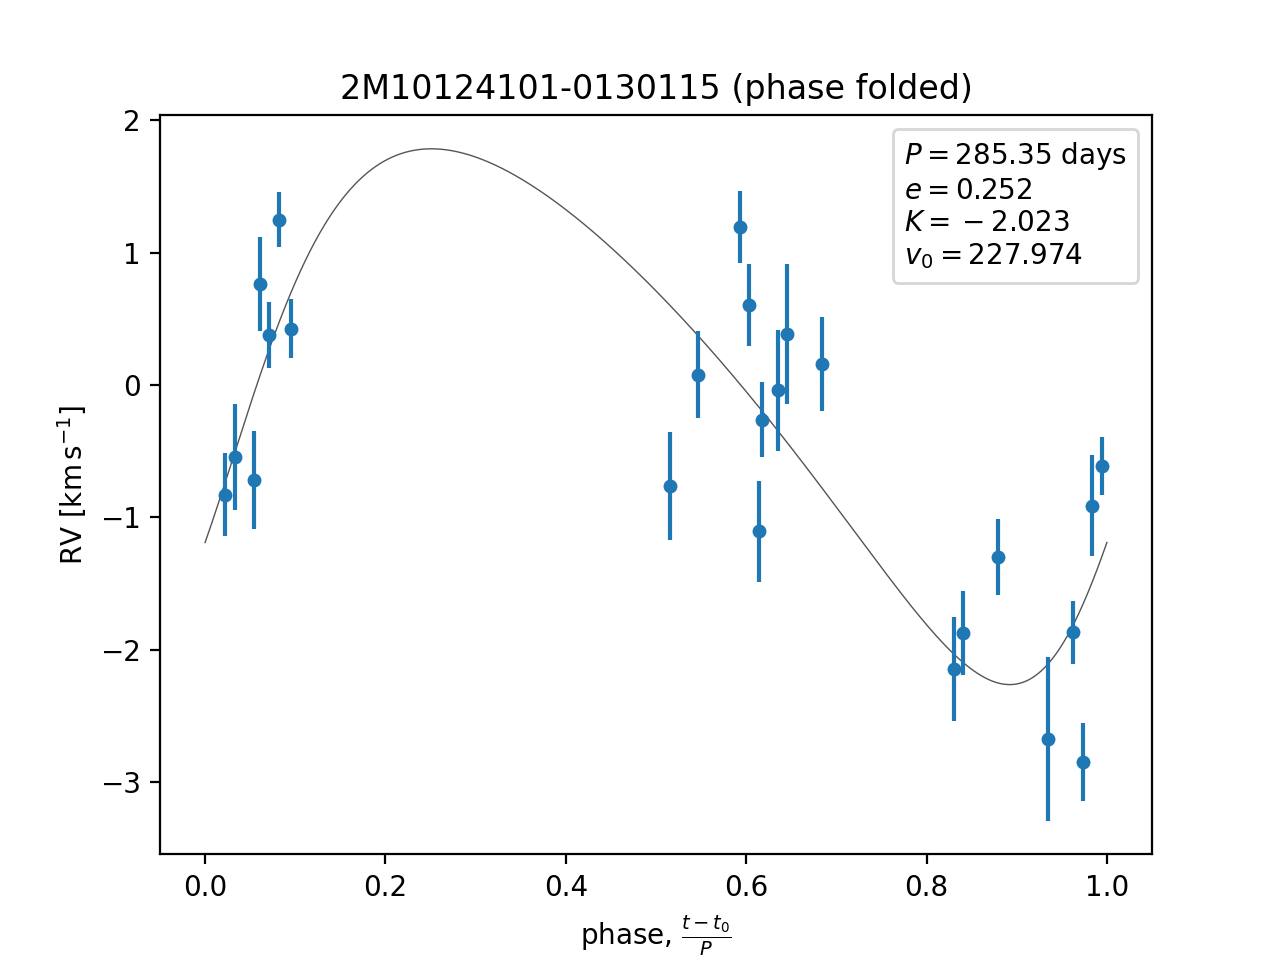 2M10124101-0130115 (phase folded)
P = 285.35 days
e = 0.252
K = −2.023
v₀ = 227.974
2
1
0
−1
−2
−3
RV [km s⁻¹]
0.0 0.2 0.4 0.6 0.8 1.0
phase, (t − t₀)/P